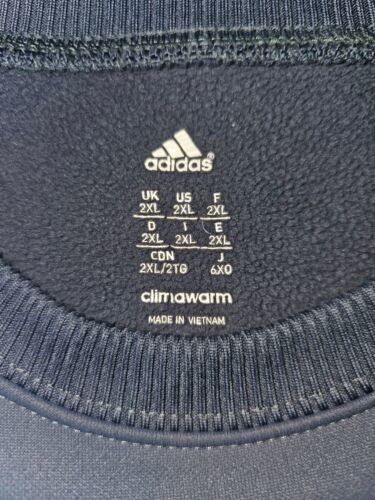 adidas®
UK US F
2XL 2XL 2XL
D I E
2XL 2XL 2XL
CDN J
2XL/2TG 6XO
climawarm
MADE IN VIETNAM